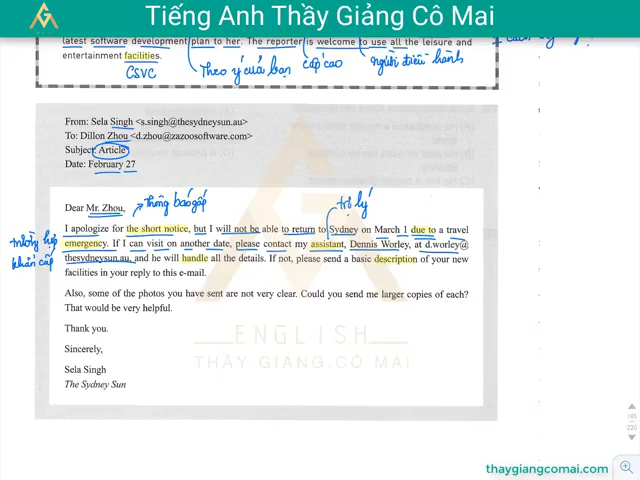 Tiếng Anh Thầy Giảng Cô Mai
latest software development plan to her. The reporter is welcome to use all the leisure and
entertainment facilities.
CSVC
Theo ý của bạn
cấp cao
người điều hành
From: Sela Singh <s.singh@thesydneysun.au>
To: Dillon Zhou <d.zhou@zazoosoftware.com>
Subject: Article
Date: February 27
Dear Mr. Zhou,
thông báo gấp
trợ lý
I apologize for the short notice, but I will not be able to return to Sydney on March 1 due to a travel
trường hợp
emergency. If I can visit on another date, please contact my assistant, Dennis Worley, at d.worley@
khẩn cấp
thesydneysun.au, and he will handle all the details. If not, please send a basic description of your new
facilities in your reply to this e-mail.
Also, some of the photos you have sent are not very clear. Could you send me larger copies of each?
That would be very helpful.
Thank you.
Sincerely,
Sela Singh
The Sydney Sun
ENGLISH
THẦY GIẢNG.CÔ MAI
185
220
thaygiangcomai.com